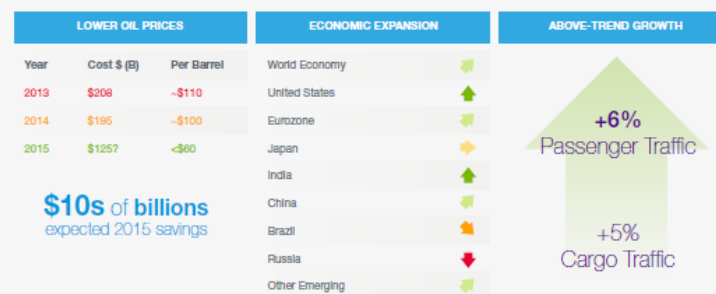 LOWER OIL PRICES
Year Cost $ (B) Per Barrel
2013 $208 ~$110
2014 $195 ~$100
2015 $125? <$60
$10s of billions
expected 2015 savings
ECONOMIC EXPANSION
World Economy
United States
Eurozone
Japan
India
China
Brazil
Russia
Other Emerging
ABOVE-TREND GROWTH
+6%
Passenger Traffic
+5%
Cargo Traffic